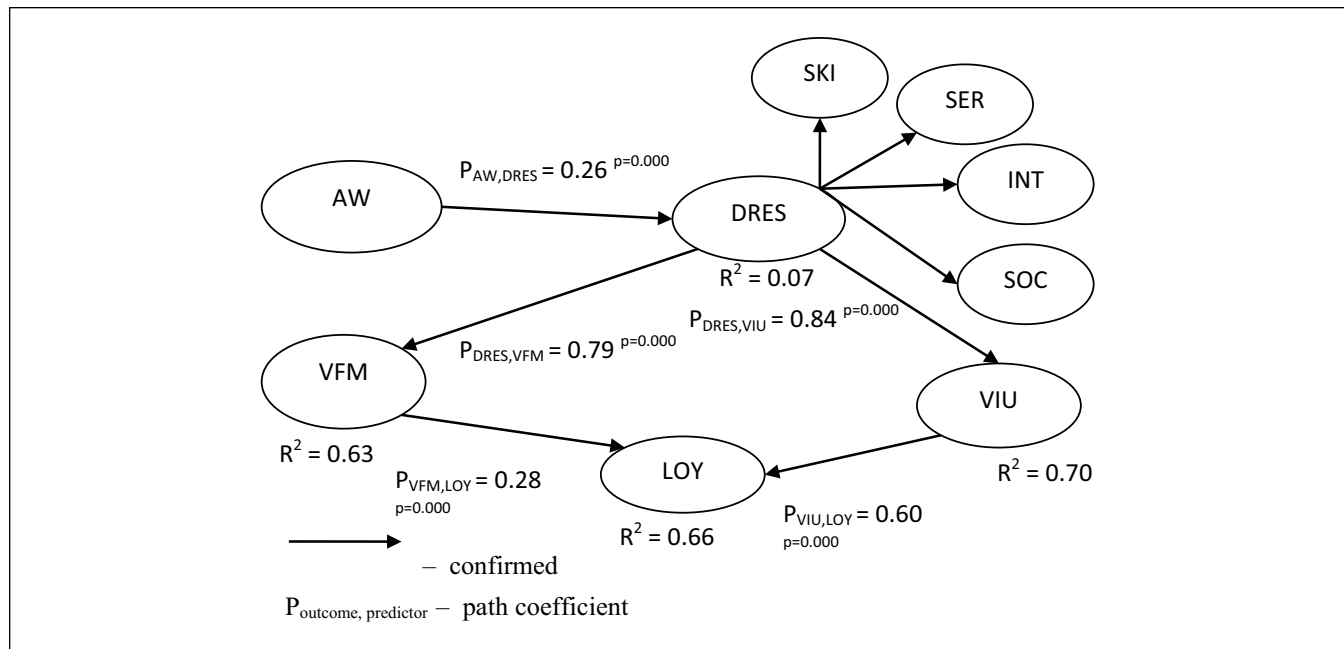 SKI
SER
P_AW,DRES = 0.26 p=0.000
INT
AW
DRES
SOC
R² = 0.07
P_DRES,VIU = 0.84 p=0.000
P_DRES,VFM = 0.79 p=0.000
VFM
VIU
R² = 0.63
LOY
R² = 0.70
P_VFM,LOY = 0.28
p=0.000
P_VIU,LOY = 0.60
p=0.000
R² = 0.66
– confirmed
P_outcome, predictor – path coefficient